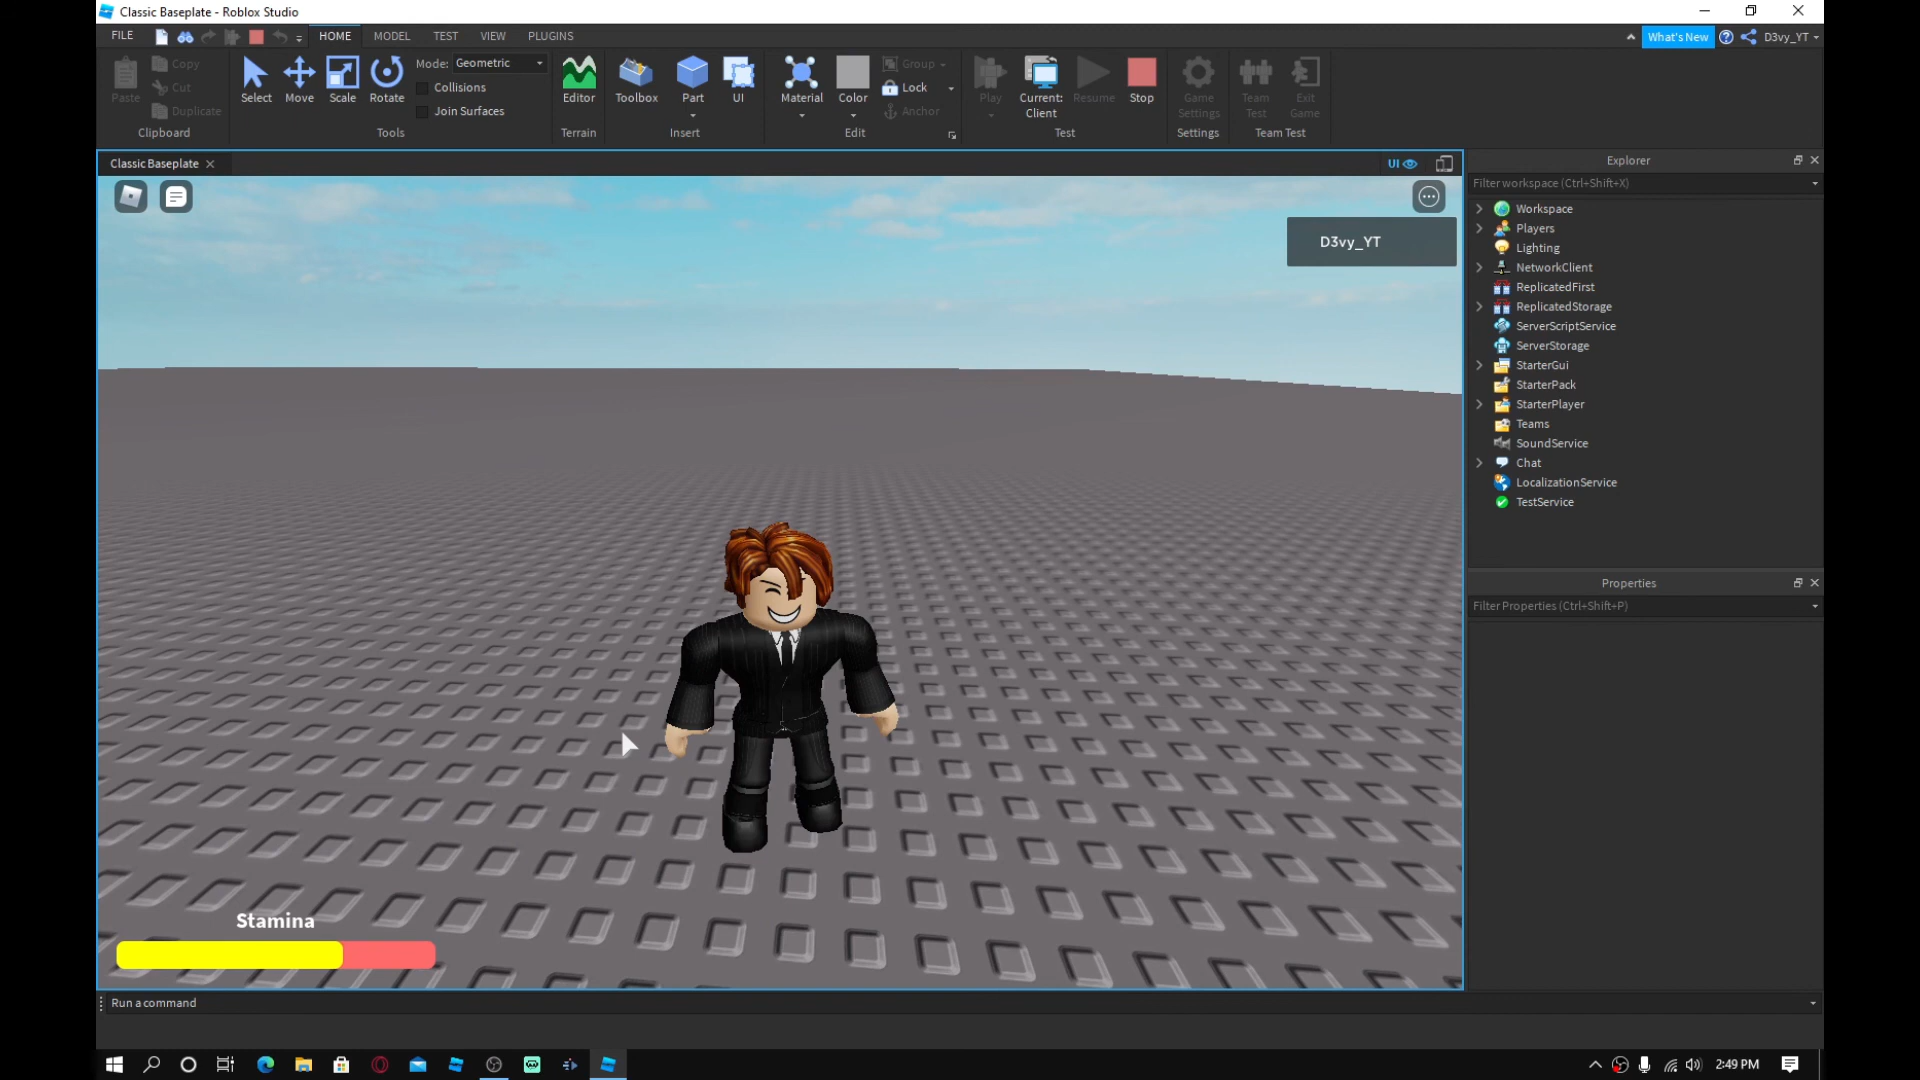 Classic Baseplate - Roblox Studio
FILE HOME MODEL TEST VIEW PLUGINS What's New D3vy_YT
Paste Copy Cut Duplicate
Clipboard
Select Move Scale Rotate
Mode: Geometric
Collisions
Join Surfaces
Tools
Editor
Terrain
Toolbox Part UI
Insert
Material Color Group Lock Anchor
Edit
Play Current: Client Resume Stop
Test
Game Settings
Settings
Team Test Exit Game
Team Test
Classic Baseplate UI
D3vy_YT
Stamina
Explorer
Filter workspace (Ctrl+Shift+X)
Workspace
Players
Lighting
NetworkClient
ReplicatedFirst
ReplicatedStorage
ServerScriptService
ServerStorage
StarterGui
StarterPack
StarterPlayer
Teams
SoundService
Chat
LocalizationService
TestService
Properties
Filter Properties (Ctrl+Shift+P)
Run a command
2:49 PM